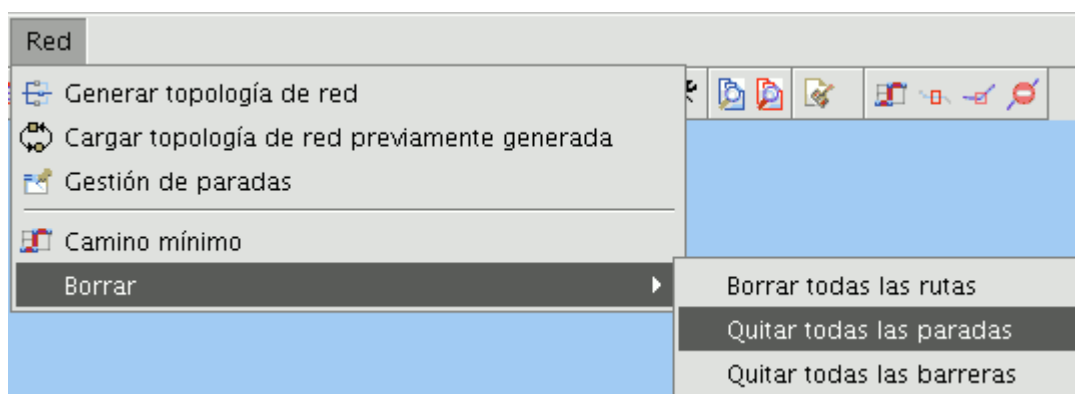 Red
Generar topología de red
Cargar topología de red previamente generada
Gestión de paradas
Camino mínimo
Borrar
Borrar todas las rutas
Quitar todas las paradas
Quitar todas las barreras